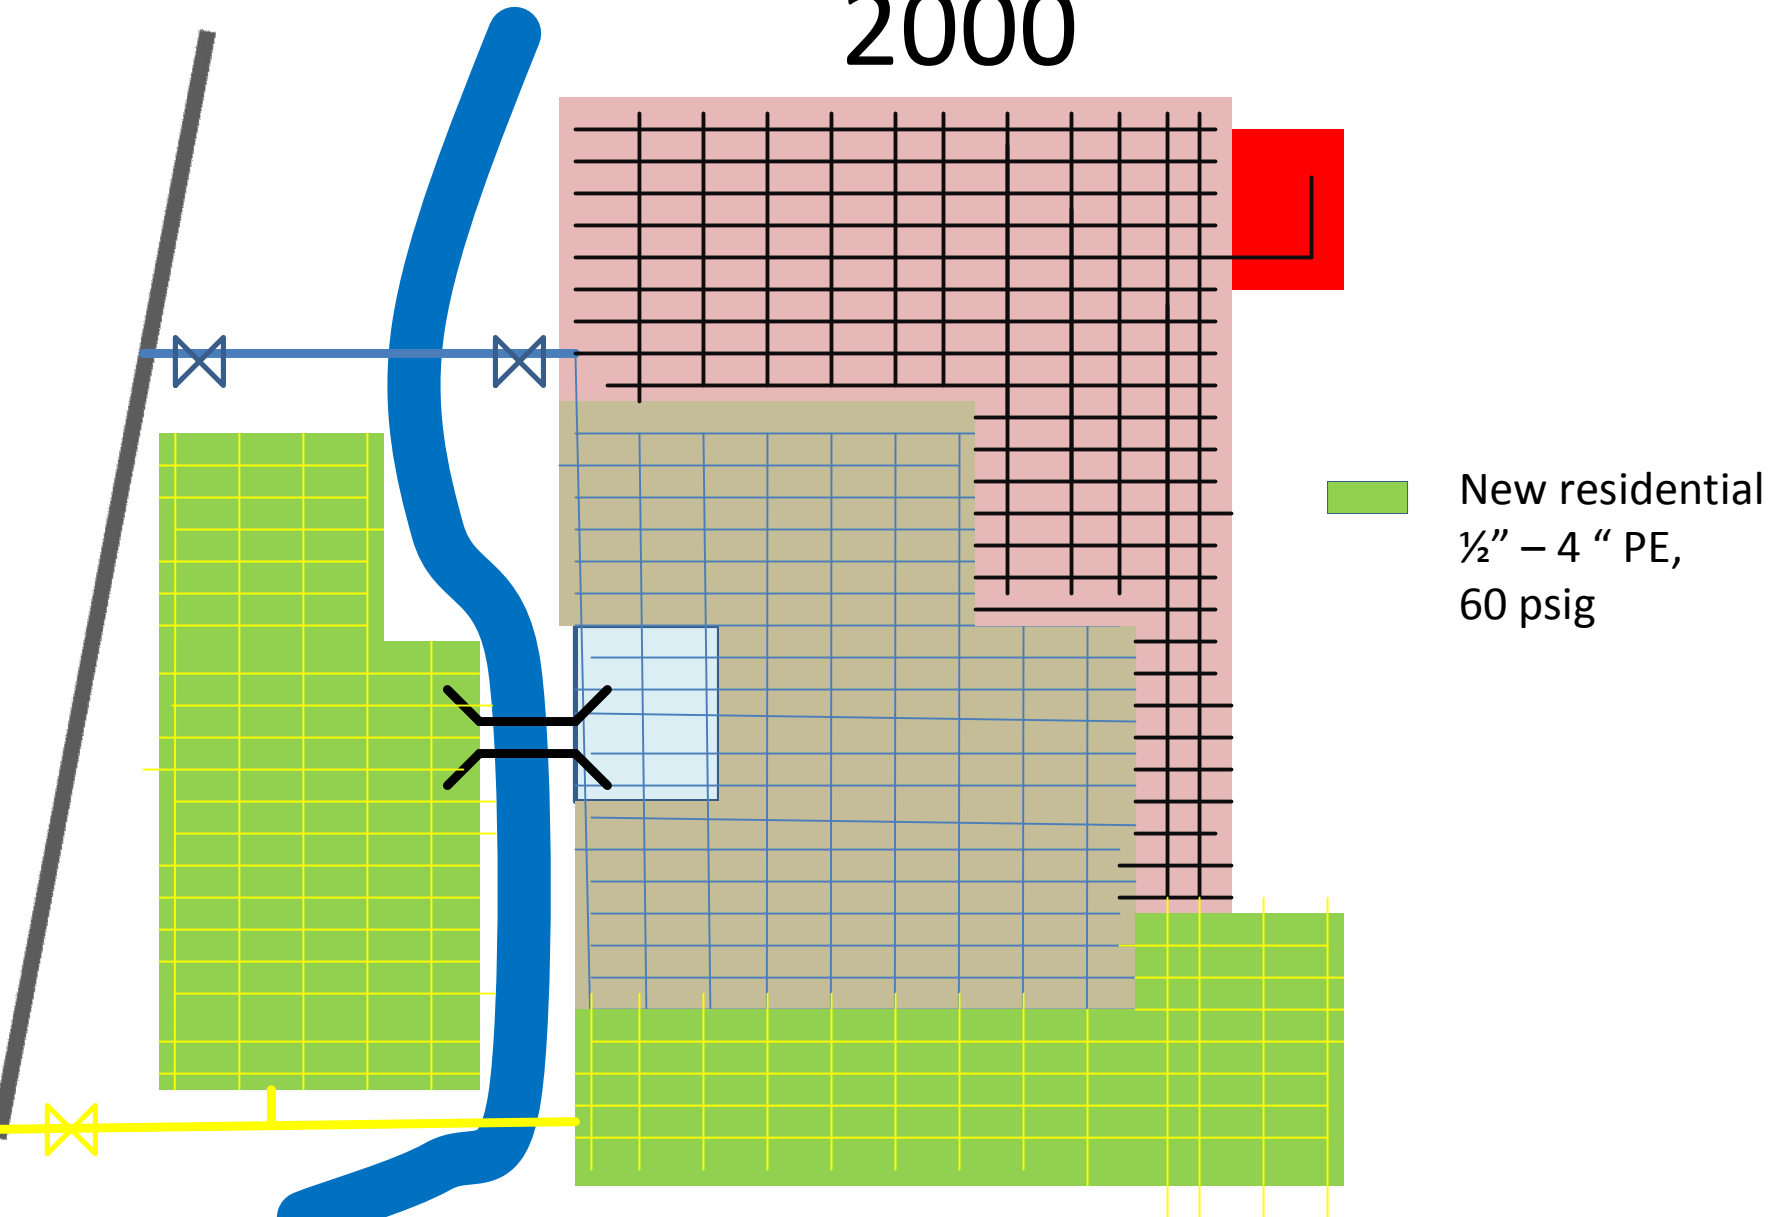 2000
New residential
½” – 4 “ PE,
60 psig